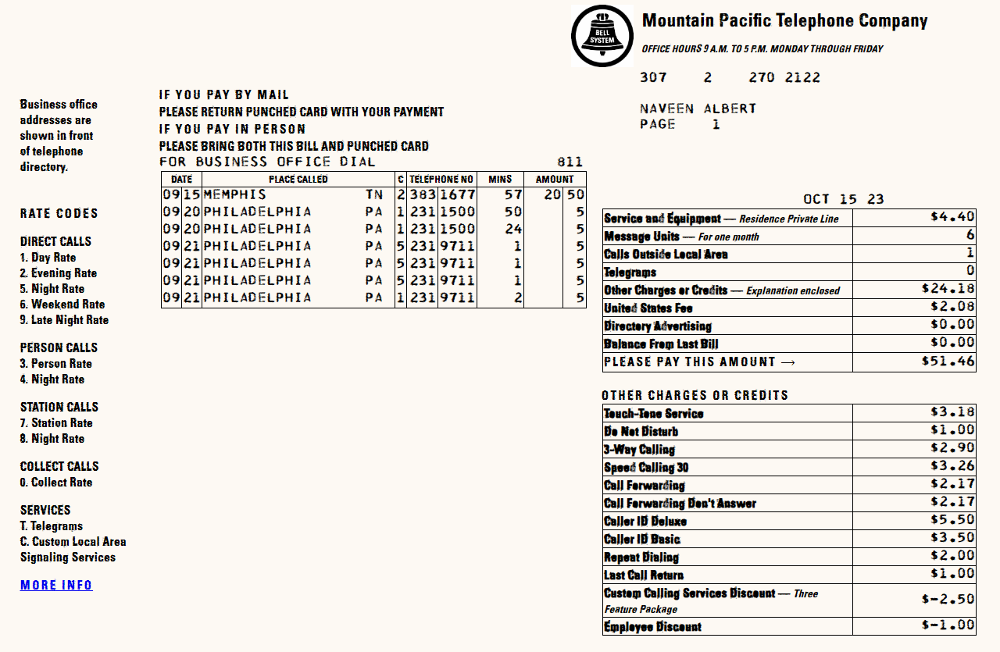 BELL
SYSTEM
Mountain Pacific Telephone Company
OFFICE HOURS 9 A.M. TO 5 P.M. MONDAY THROUGH FRIDAY
307 2 270 2122
NAVEEN ALBERT
PAGE 1
Business office
addresses are
shown in front
of telephone
directory.
RATE CODES
DIRECT CALLS
1. Day Rate
2. Evening Rate
5. Night Rate
6. Weekend Rate
9. Late Night Rate
PERSON CALLS
3. Person Rate
4. Night Rate
STATION CALLS
7. Station Rate
8. Night Rate
COLLECT CALLS
0. Collect Rate
SERVICES
T. Telegrams
C. Custom Local Area
Signaling Services
MORE INFO
IF YOU PAY BY MAIL
PLEASE RETURN PUNCHED CARD WITH YOUR PAYMENT
IF YOU PAY IN PERSON
PLEASE BRING BOTH THIS BILL AND PUNCHED CARD
FOR BUSINESS OFFICE DIAL 811
DATE PLACE CALLED C TELEPHONE NO MINS AMOUNT
09 15 MEMPHIS TN 2 383 1677 57 20 50
09 20 PHILADELPHIA PA 1 231 1500 50 5
09 20 PHILADELPHIA PA 1 231 1500 24 5
09 21 PHILADELPHIA PA 5 231 9711 1 5
09 21 PHILADELPHIA PA 5 231 9711 1 5
09 21 PHILADELPHIA PA 5 231 9711 1 5
09 21 PHILADELPHIA PA 1 231 9711 2 5
OCT 15 23
Service and Equipment — Residence Private Line $4.40
Message Units — For one month 6
Calls Outside Local Area 1
Telegrams 0
Other Charges or Credits — Explanation enclosed $24.18
United States Fee $2.08
Directory Advertising $0.00
Balance From Last Bill $0.00
PLEASE PAY THIS AMOUNT → $51.46
OTHER CHARGES OR CREDITS
Touch-Tone Service $3.18
Do Not Disturb $1.00
3-Way Calling $2.90
Speed Calling 30 $3.26
Call Forwarding $2.17
Call Forwarding Don't Answer $2.17
Caller ID Deluxe $5.50
Caller ID Basic $3.50
Repeat Dialing $2.00
Last Call Return $1.00
Custom Calling Services Discount — Three
Feature Package $-2.50
Employee Discount $-1.00